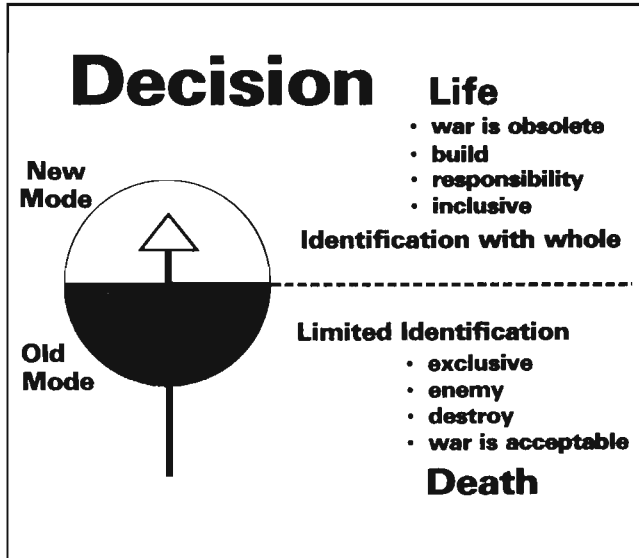 Decision
Life
• war is obsolete
• build
• responsibility
• inclusive
Identification with whole
New
Mode
Old
Mode
Limited Identification
• exclusive
• enemy
• destroy
• war is acceptable
Death